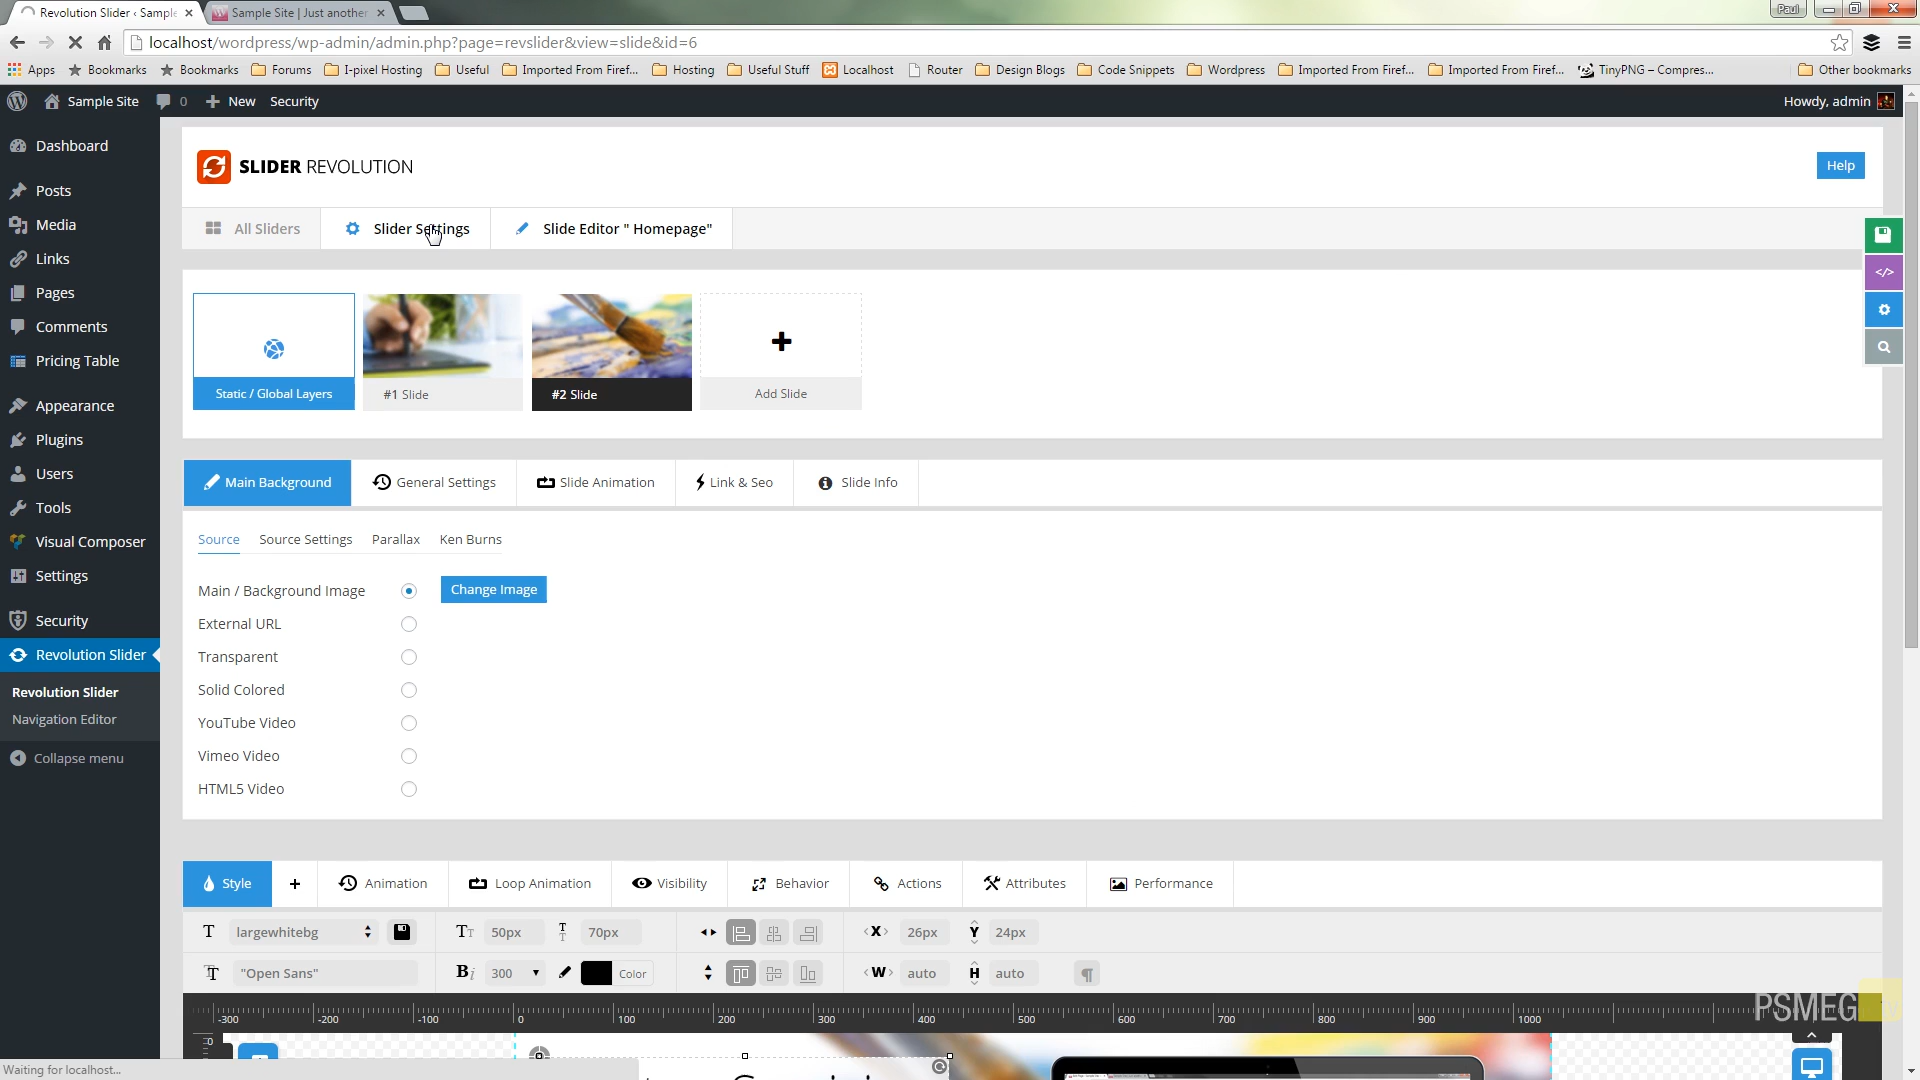 Revolution Slider ‹ Sample
Sample Site | Just another
Paul
localhost/wordpress/wp-admin/admin.php?page=revslider&view=slide&id=6
Apps Bookmarks Bookmarks Forums I-pixel Hosting Useful Imported From Firef... Hosting Useful Stuff Localhost Router Design Blogs Code Snippets Wordpress Imported From Firef... Imported From Firef... TinyPNG – Compres... Other bookmarks
Sample Site 0 New Security Howdy, admin
Dashboard
Posts
Media
Links
Pages
Comments
Pricing Table
Appearance
Plugins
Users
Tools
Visual Composer
Settings
Security
Revolution Slider
Revolution Slider
Navigation Editor
Collapse menu
SLIDER REVOLUTION
Help
All Sliders Slider Settings Slide Editor " Homepage"
Static / Global Layers #1 Slide #2 Slide Add Slide
Main Background General Settings Slide Animation Link & Seo Slide Info
Source Source Settings Parallax Ken Burns
Main / Background Image Change Image
External URL
Transparent
Solid Colored
YouTube Video
Vimeo Video
HTML5 Video
Style + Animation Loop Animation Visibility Behavior Actions Attributes Performance
largewhitebg 50px 70px X 26px Y 24px
"Open Sans" 300 Color W auto H auto
-300 -200 -100 0 100 200 300 400 500 600 700 800 900 1000
PSMEG
Waiting for localhost...